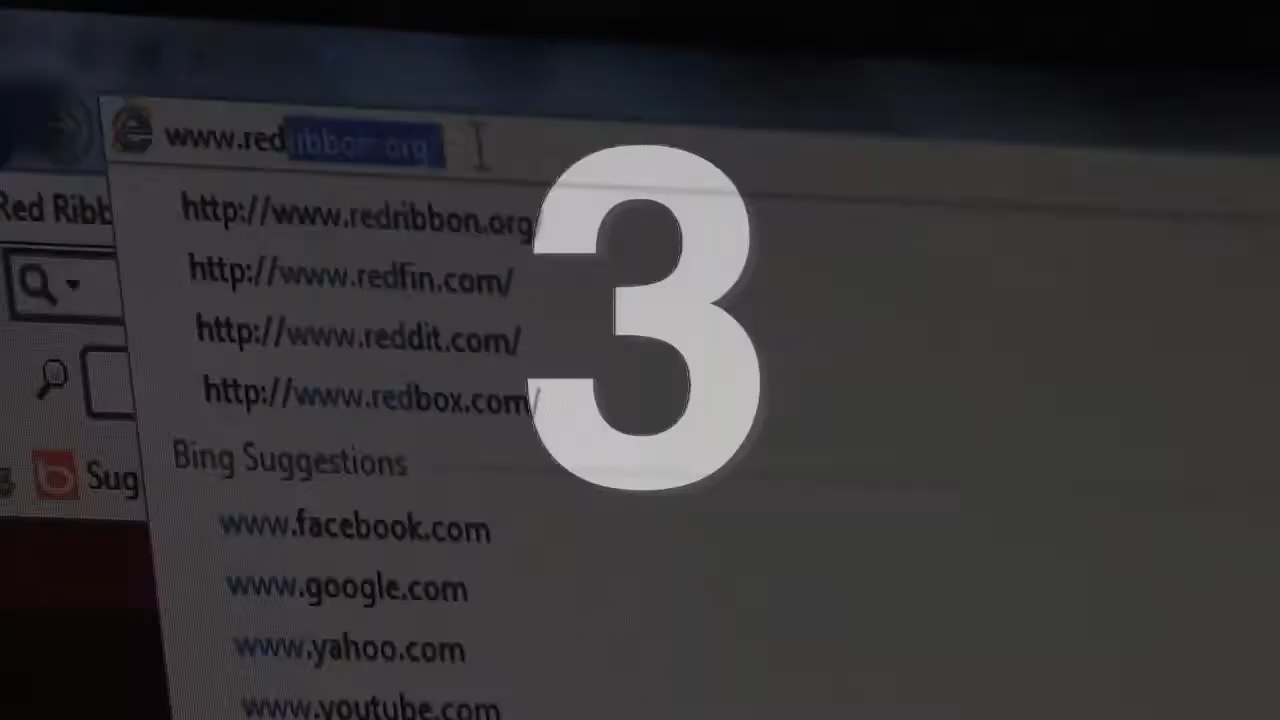 www.redribbon.org
Red Ribb
http://www.redribbon.org
http://www.redfin.com/
http://www.reddit.com/
http://www.redbox.com/
3
Bing Suggestions
Sug
www.facebook.com
www.google.com
www.yahoo.com
www.youtube.com